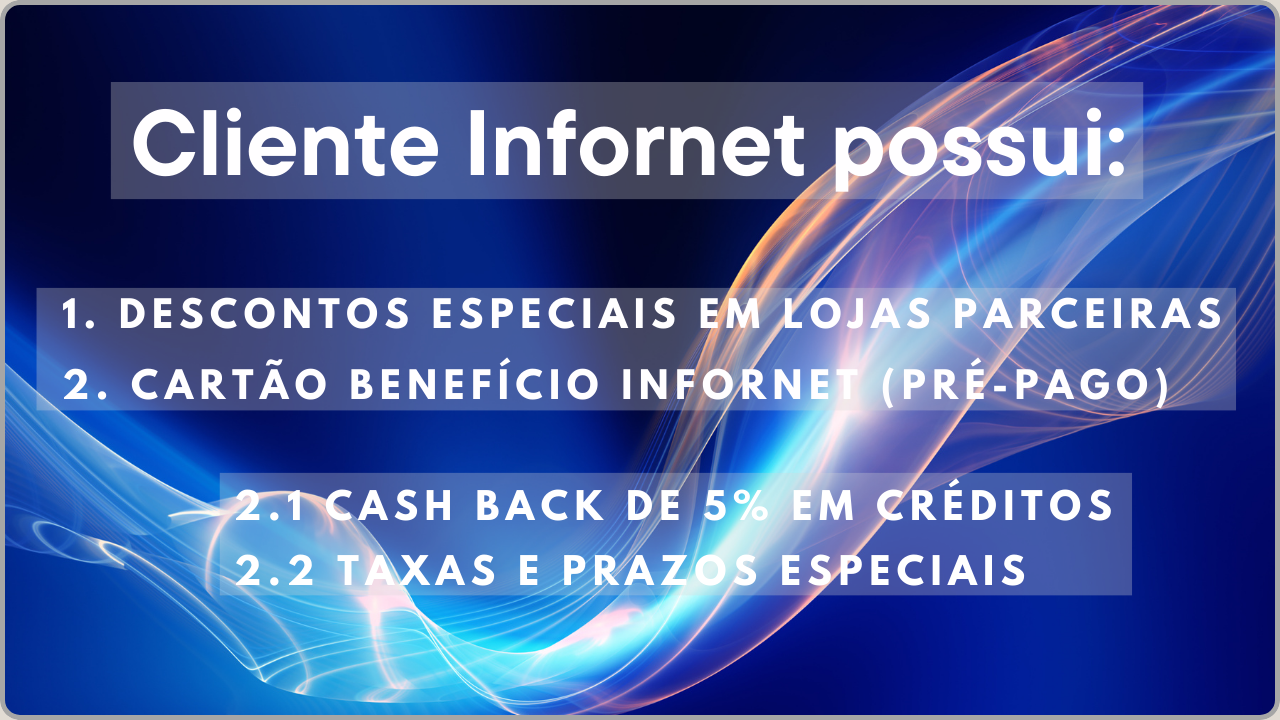 Cliente Infornet possui:
1. DESCONTOS ESPECIAIS EM LOJAS PARCEIRAS
2. CARTÃO BENEFÍCIO INFORNET (PRÉ-PAGO)
2.1 CASH BACK DE 5% EM CRÉDITOS
2.2 TAXAS E PRAZOS ESPECIAIS